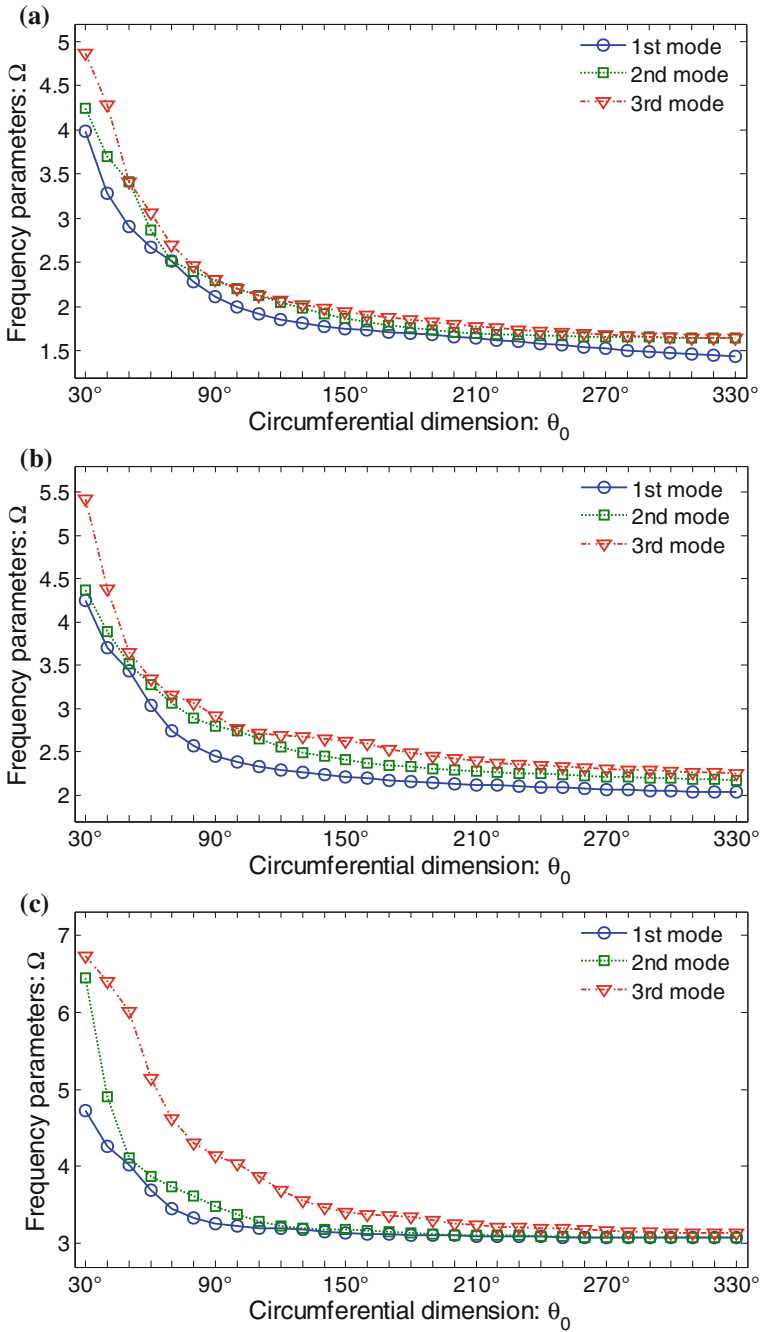 (a)
Frequency parameters: Ω
5
4.5
4
3.5
3
2.5
2
1.5
1st mode
2nd mode
3rd mode
30° 90° 150° 210° 270° 330°
Circumferential dimension: θ0
(b)
Frequency parameters: Ω
5.5
5
4.5
4
3.5
3
2.5
2
1st mode
2nd mode
3rd mode
30° 90° 150° 210° 270° 330°
Circumferential dimension: θ0
(c)
Frequency parameters: Ω
7
6
5
4
3
1st mode
2nd mode
3rd mode
30° 90° 150° 210° 270° 330°
Circumferential dimension: θ0